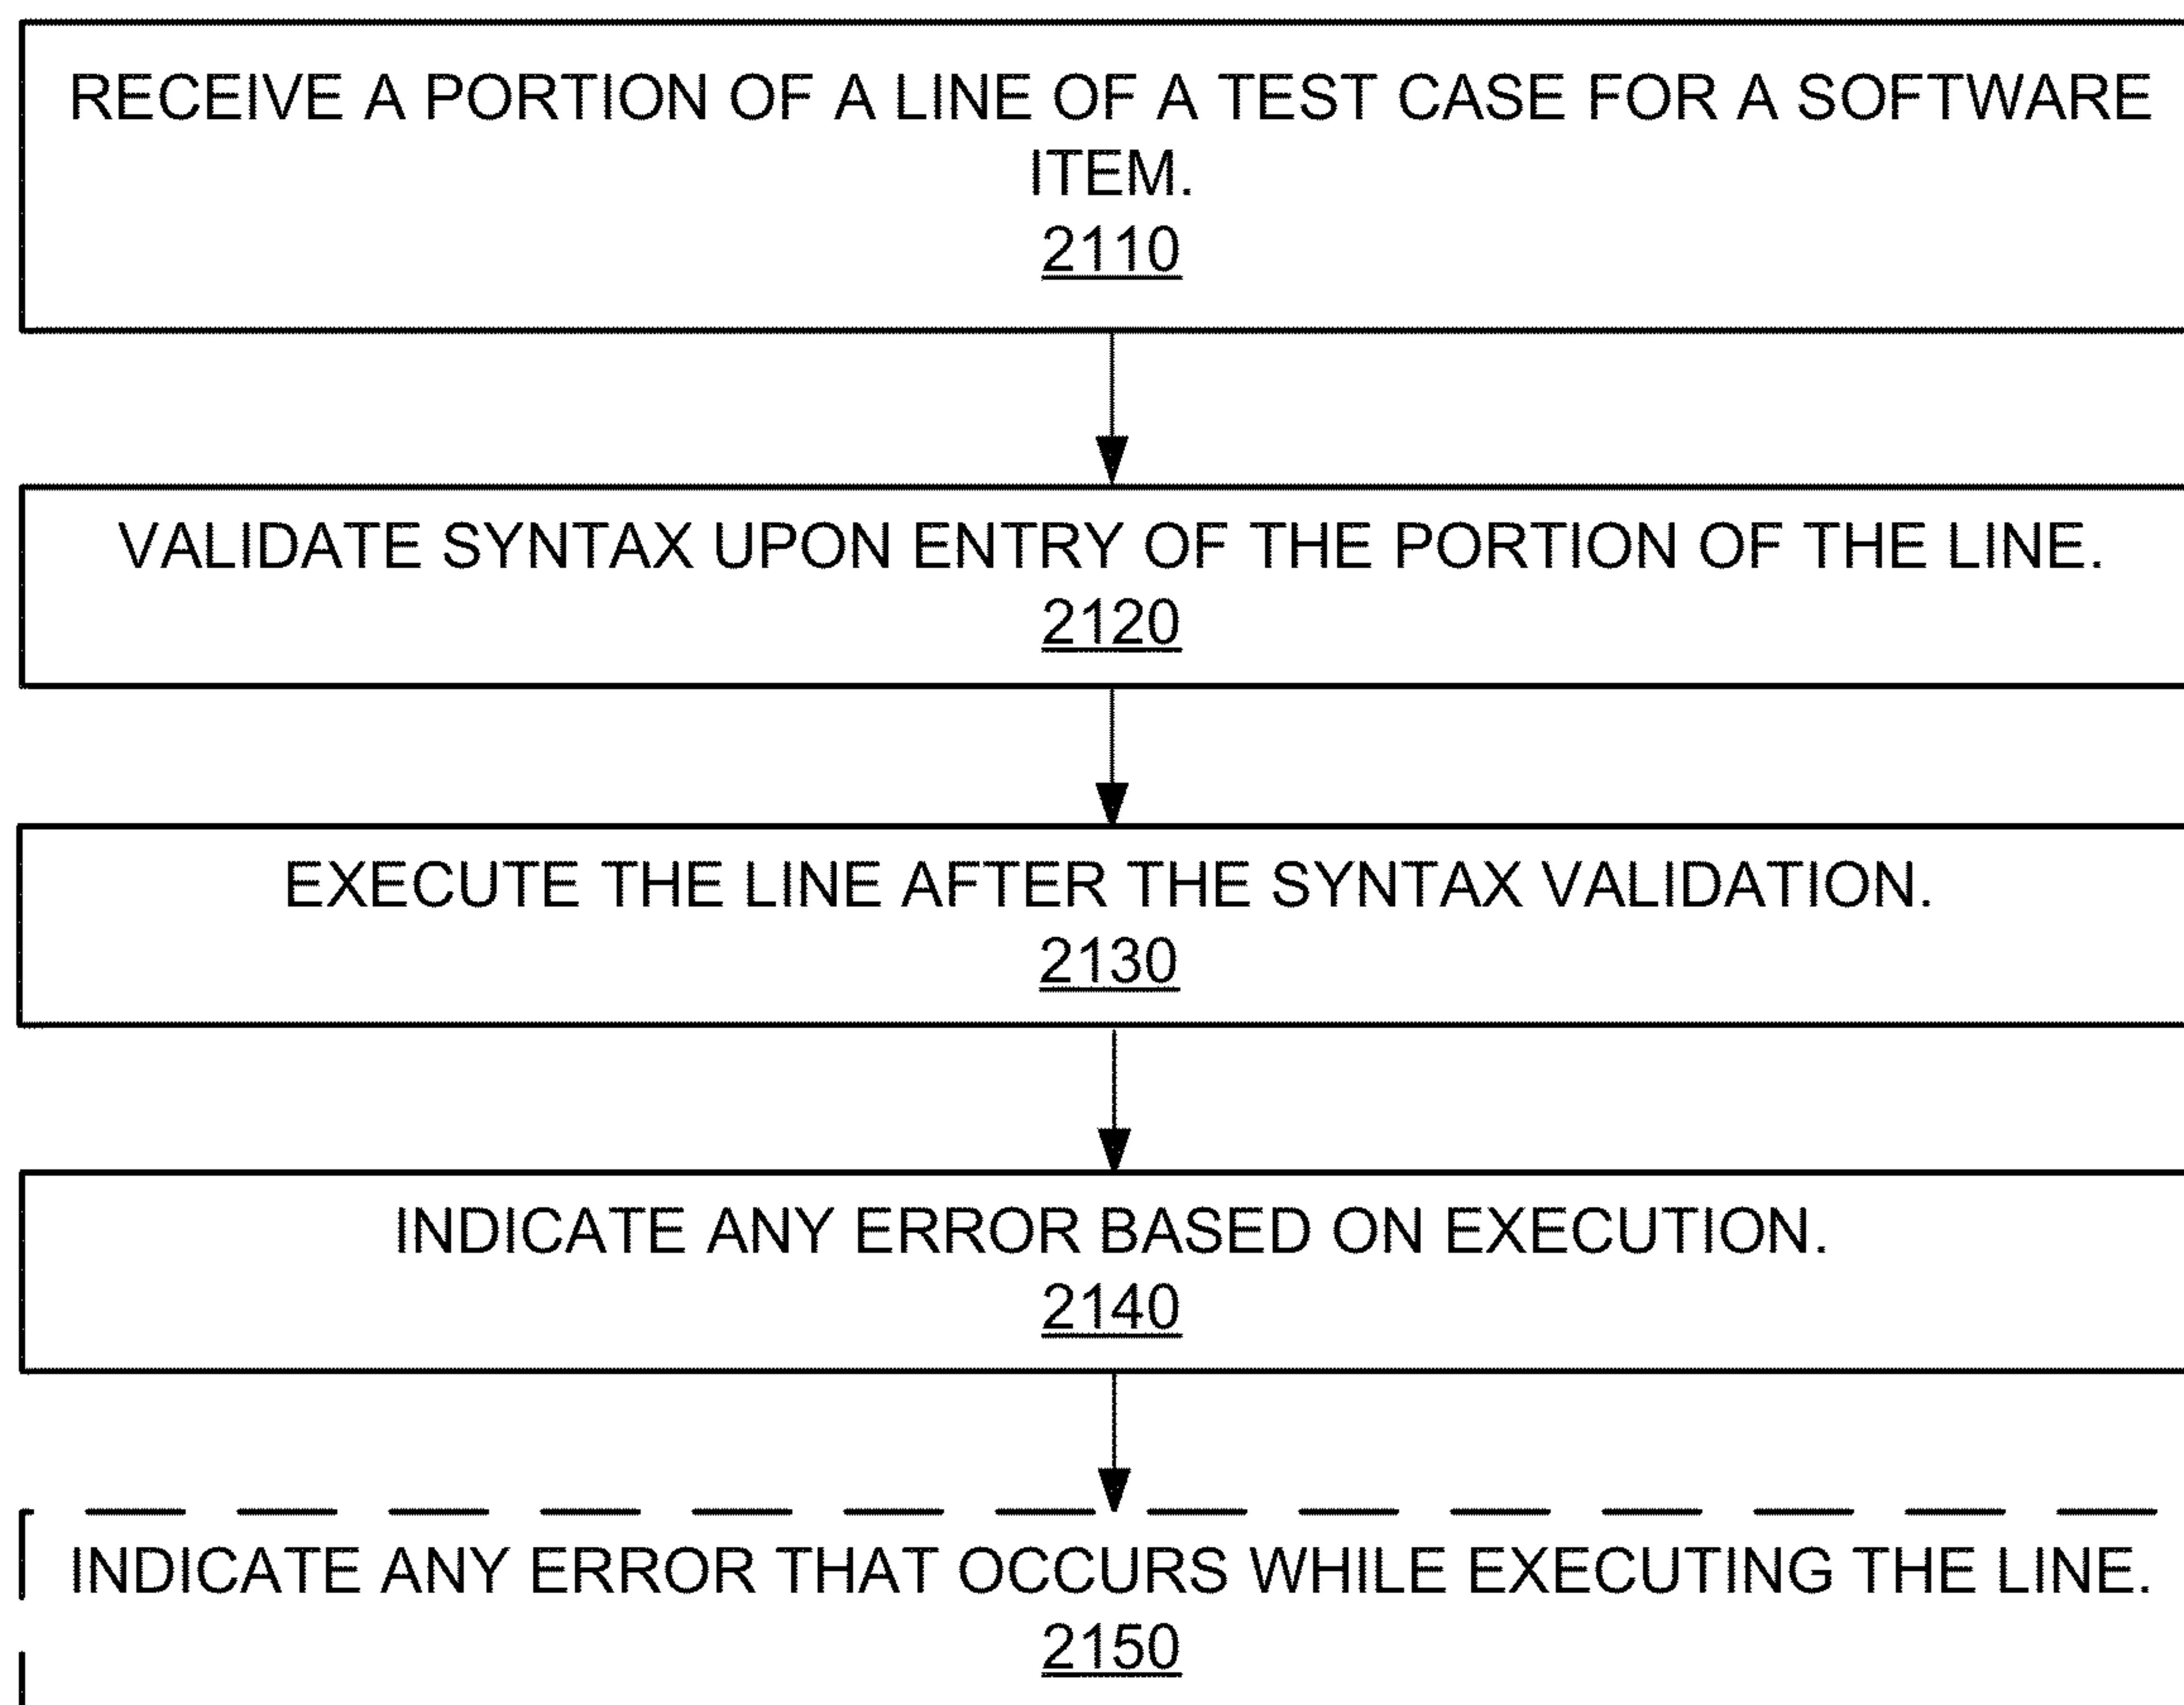 RECEIVE A PORTION OF A LINE OF A TEST CASE FOR A SOFTWARE
ITEM.
2110
VALIDATE SYNTAX UPON ENTRY OF THE PORTION OF THE LINE.
2120
EXECUTE THE LINE AFTER THE SYNTAX VALIDATION.
2130
INDICATE ANY ERROR BASED ON EXECUTION.
2140
INDICATE ANY ERROR THAT OCCURS WHILE EXECUTING THE LINE.
2150